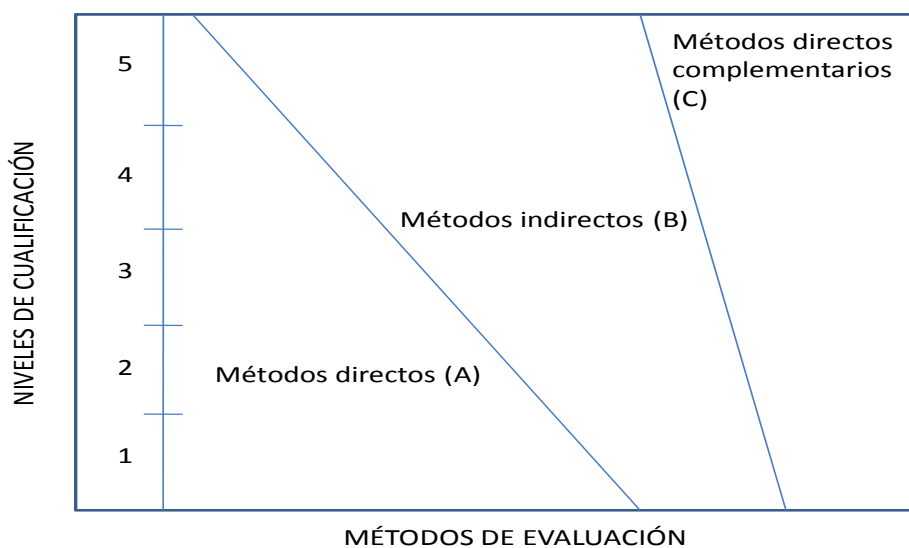 NIVELES DE CUALIFICACIÓN
5
4
3
2
1
Métodos directos
complementarios
(C)
Métodos indirectos (B)
Métodos directos (A)
MÉTODOS DE EVALUACIÓN